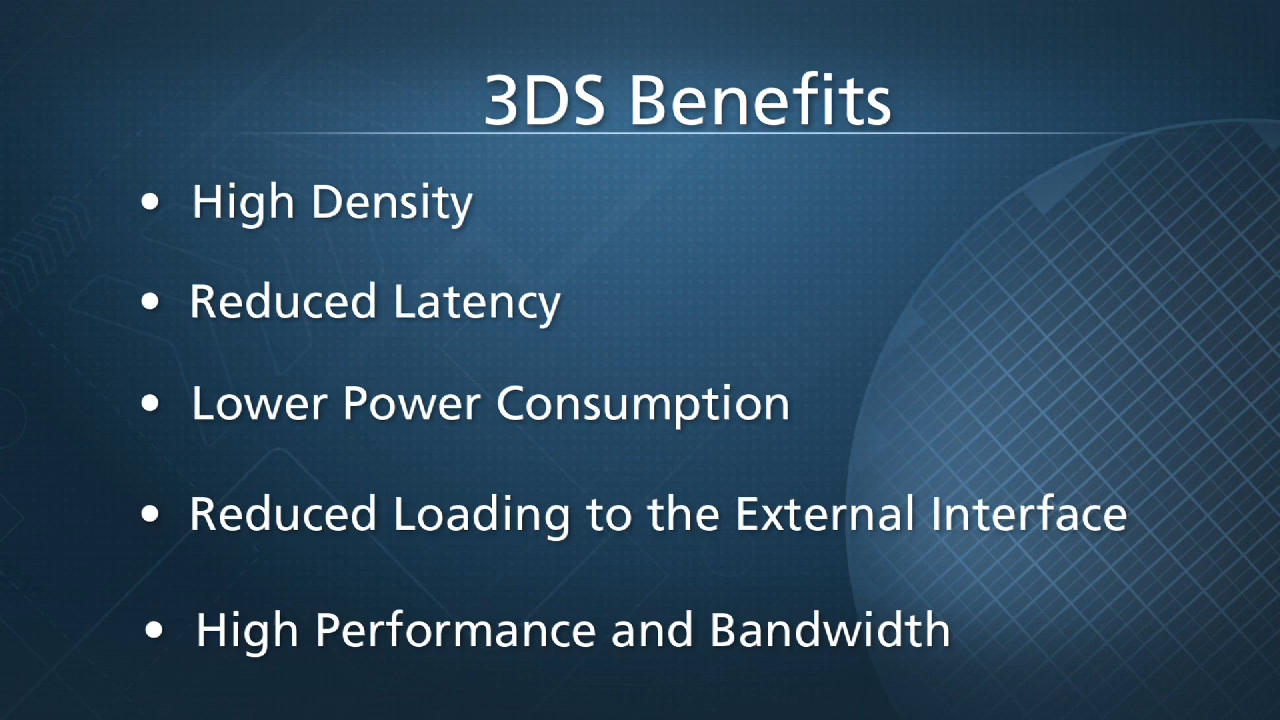 3DS Benefits
• High Density
• Reduced Latency
• Lower Power Consumption
• Reduced Loading to the External Interface
• High Performance and Bandwidth